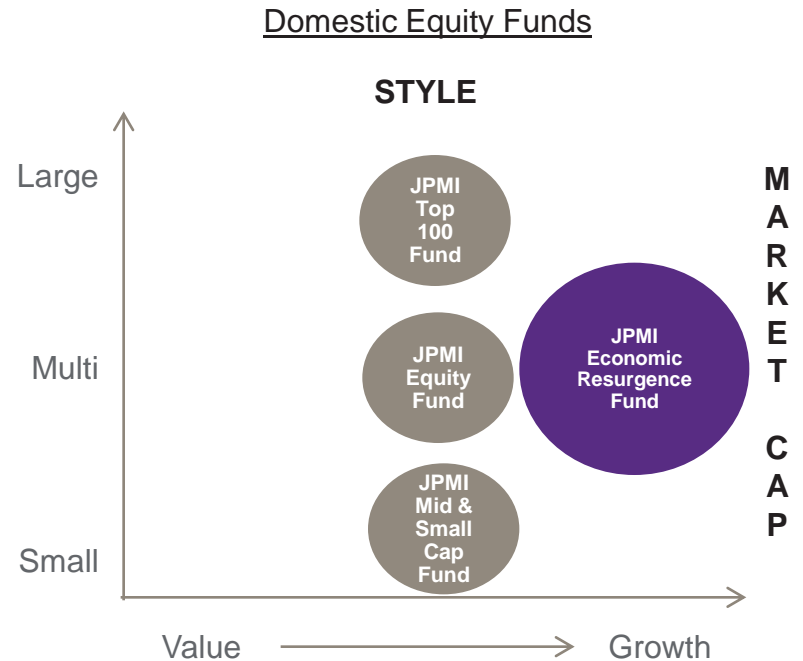 Domestic Equity Funds
STYLE
Large
Multi
Small
JPMI
Top
100
Fund
JPMI
Equity
Fund
JPMI
Mid &
Small
Cap
Fund
JPMI
Economic
Resurgence
Fund
M
A
R
K
E
T
C
A
P
Value
Growth